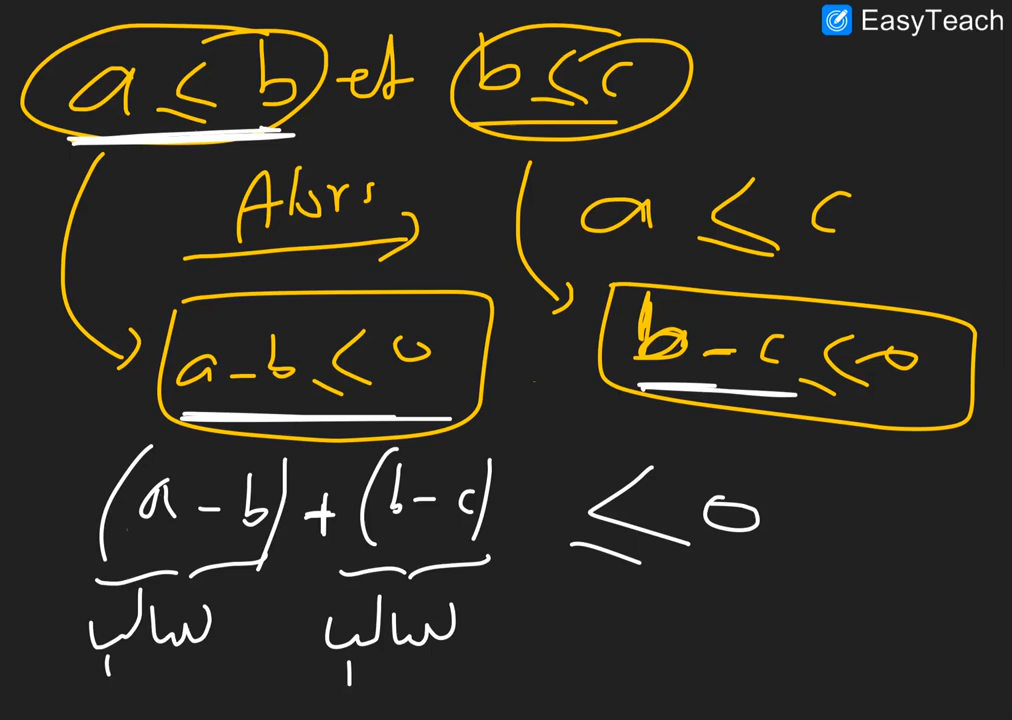 EasyTeach
a ≤ b et b ≤ c
Alors a ≤ c
a - b ≤ 0 b - c ≤ 0
(a - b) + (b - c) ≤ 0
سالب سالب